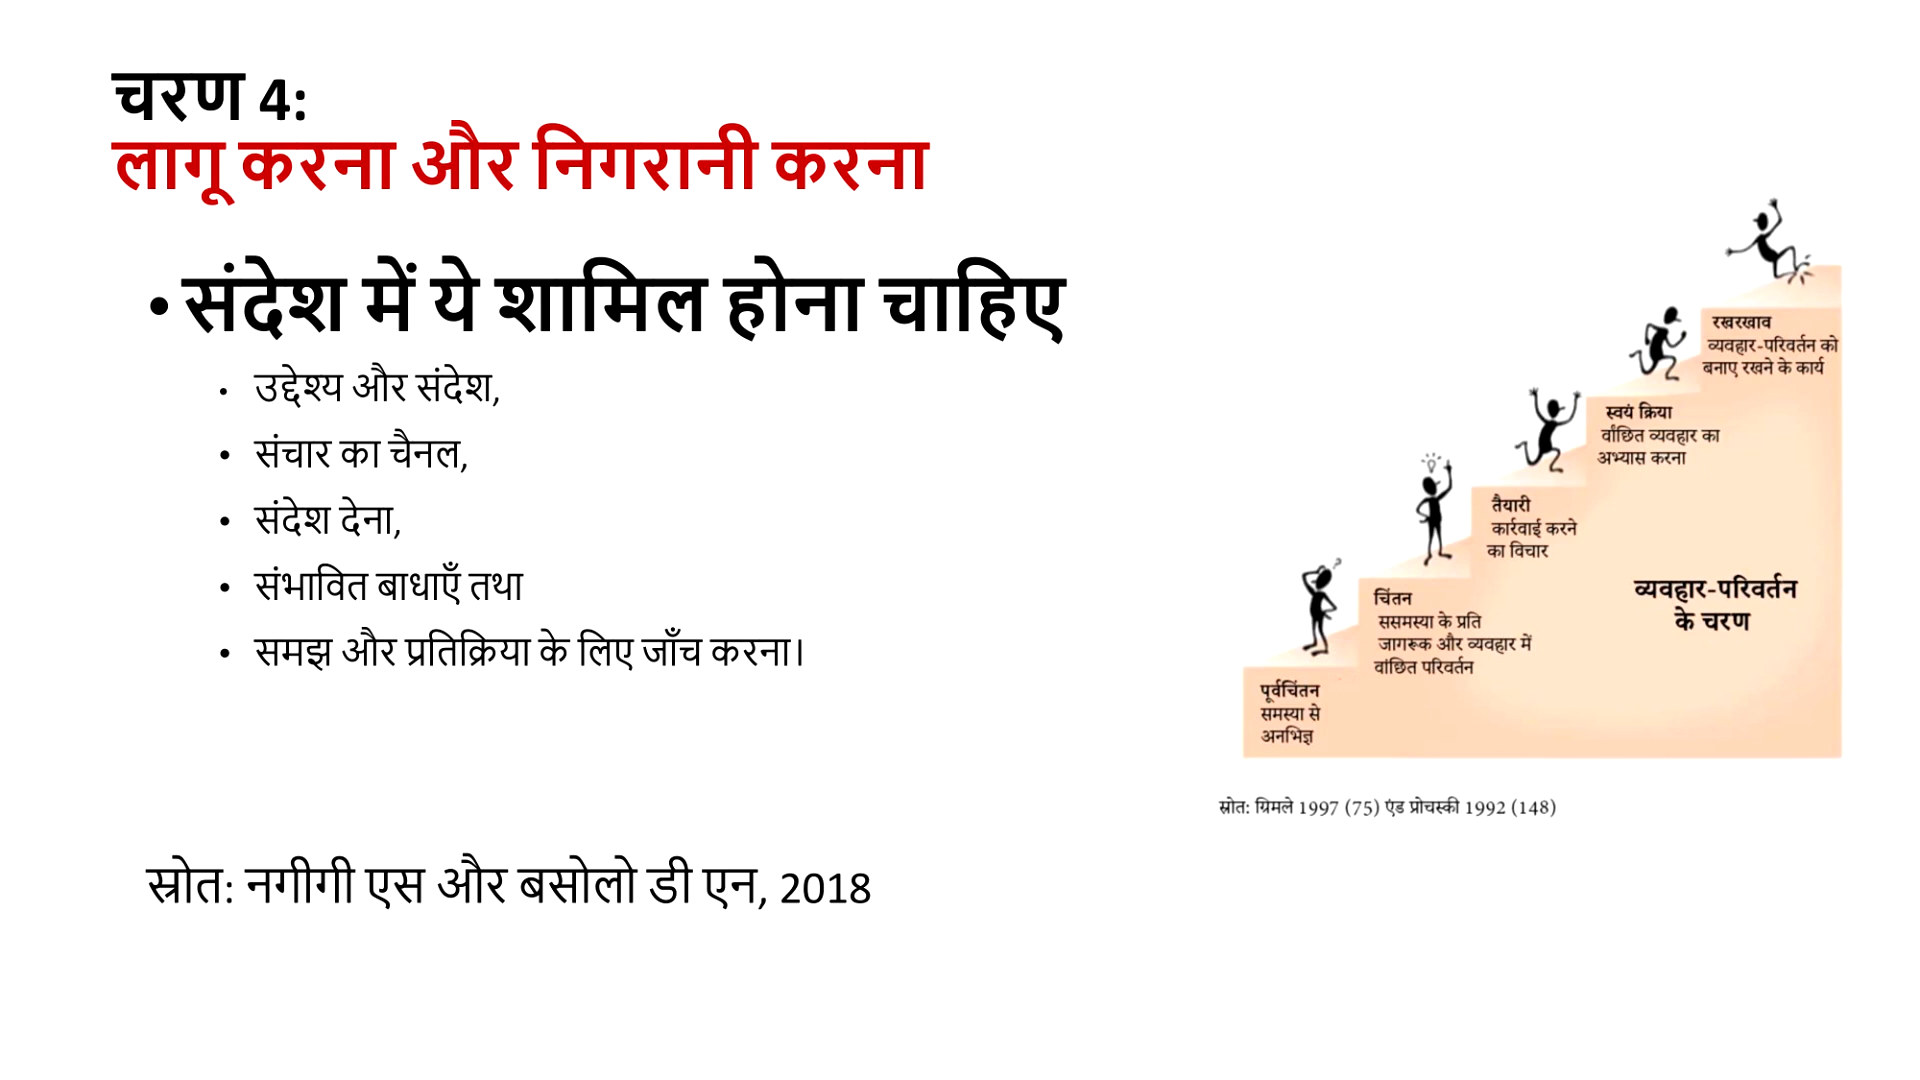 चरण 4:
लागू करना और निगरानी करना
• संदेश में ये शामिल होना चाहिए
• उद्देश्य और संदेश,
• संचार का चैनल,
• संदेश देना,
• संभावित बाधाएँ तथा
• समझ और प्रतिक्रिया के लिए जाँच करना।
स्रोत: नगीगी एस और बसोलो डी एन, 2018
रखरखाव
व्यवहार-परिवर्तन को
बनाए रखने के कार्य
स्वयं क्रिया
र्वांछित व्यवहार का
अभ्यास करना
तैयारी
कार्रवाई करने
का विचार
चिंतन
ससमस्या के प्रति
जागरूक और व्यवहार में
वांछित परिवर्तन
पूर्वचिंतन
समस्या से
अनभिज्ञ
व्यवहार-परिवर्तन
के चरण
स्रोत: ग्रिमले 1997 (75) एंड प्रोचस्की 1992 (148)